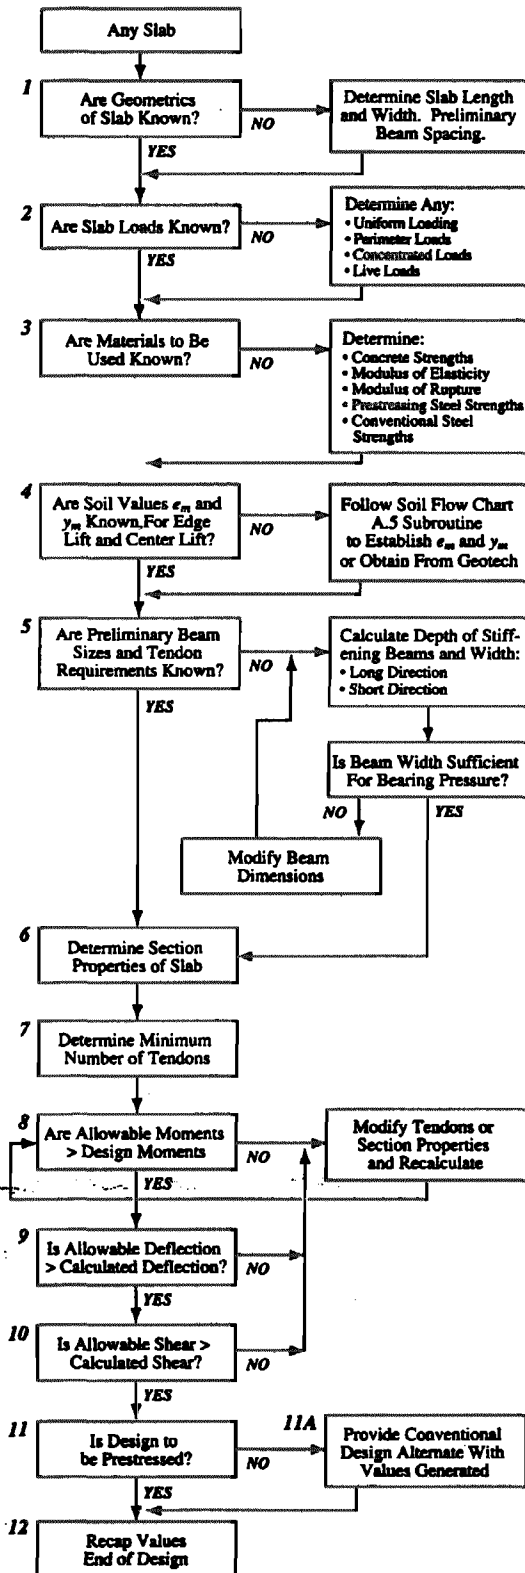 Any Slab
1
Are Geometrics
of Slab Known?
NO
Determine Slab Length
and Width. Preliminary
Beam Spacing.
YES
2
Are Slab Loads Known?
NO
Determine Any:
• Uniform Loading
• Perimeter Loads
• Concentrated Loads
• Live Loads
YES
3
Are Materials to Be
Used Known?
NO
Determine:
• Concrete Strengths
• Modulus of Elasticity
• Modulus of Rupture
• Prestressing Steel Strengths
• Conventional Steel
Strengths
4
Are Soil Values em and
ym Known, For Edge
Lift and Center Lift?
NO
Follow Soil Flow Chart
A.5 Subroutine
to Establish em and ym
or Obtain From Geotech
YES
5
Are Preliminary Beam
Sizes and Tendon
Requirements Known?
NO
Calculate Depth of Stiff-
ening Beams and Width:
• Long Direction
• Short Direction
YES
Is Beam Width Sufficient
For Bearing Pressure?
NO
YES
Modify Beam
Dimensions
6
Determine Section
Properties of Slab
7
Determine Minimum
Number of Tendons
8
Are Allowable Moments
> Design Moments
NO
Modify Tendons or
Section Properties
and Recalculate
YES
9
Is Allowable Deflection
> Calculated Deflection?
NO
YES
10
Is Allowable Shear >
Calculated Shear?
NO
YES
11
Is Design to
be Prestressed?
NO
11A
Provide Conventional
Design Alternate With
Values Generated
YES
12
Recap Values
End of Design